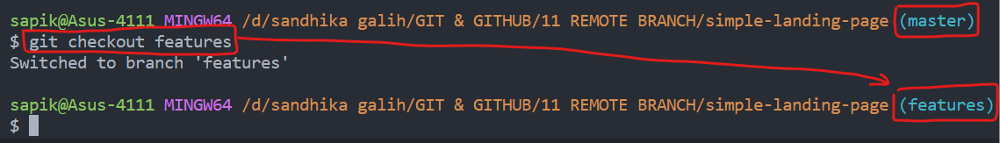 sapik@Asus-4111 MINGW64 /d/sandhika galih/GIT & GITHUB/11 REMOTE BRANCH/simple-landing-page (master)
$ git checkout features
Switched to branch 'features'
sapik@Asus-4111 MINGW64 /d/sandhika galih/GIT & GITHUB/11 REMOTE BRANCH/simple-landing-page (features)
$